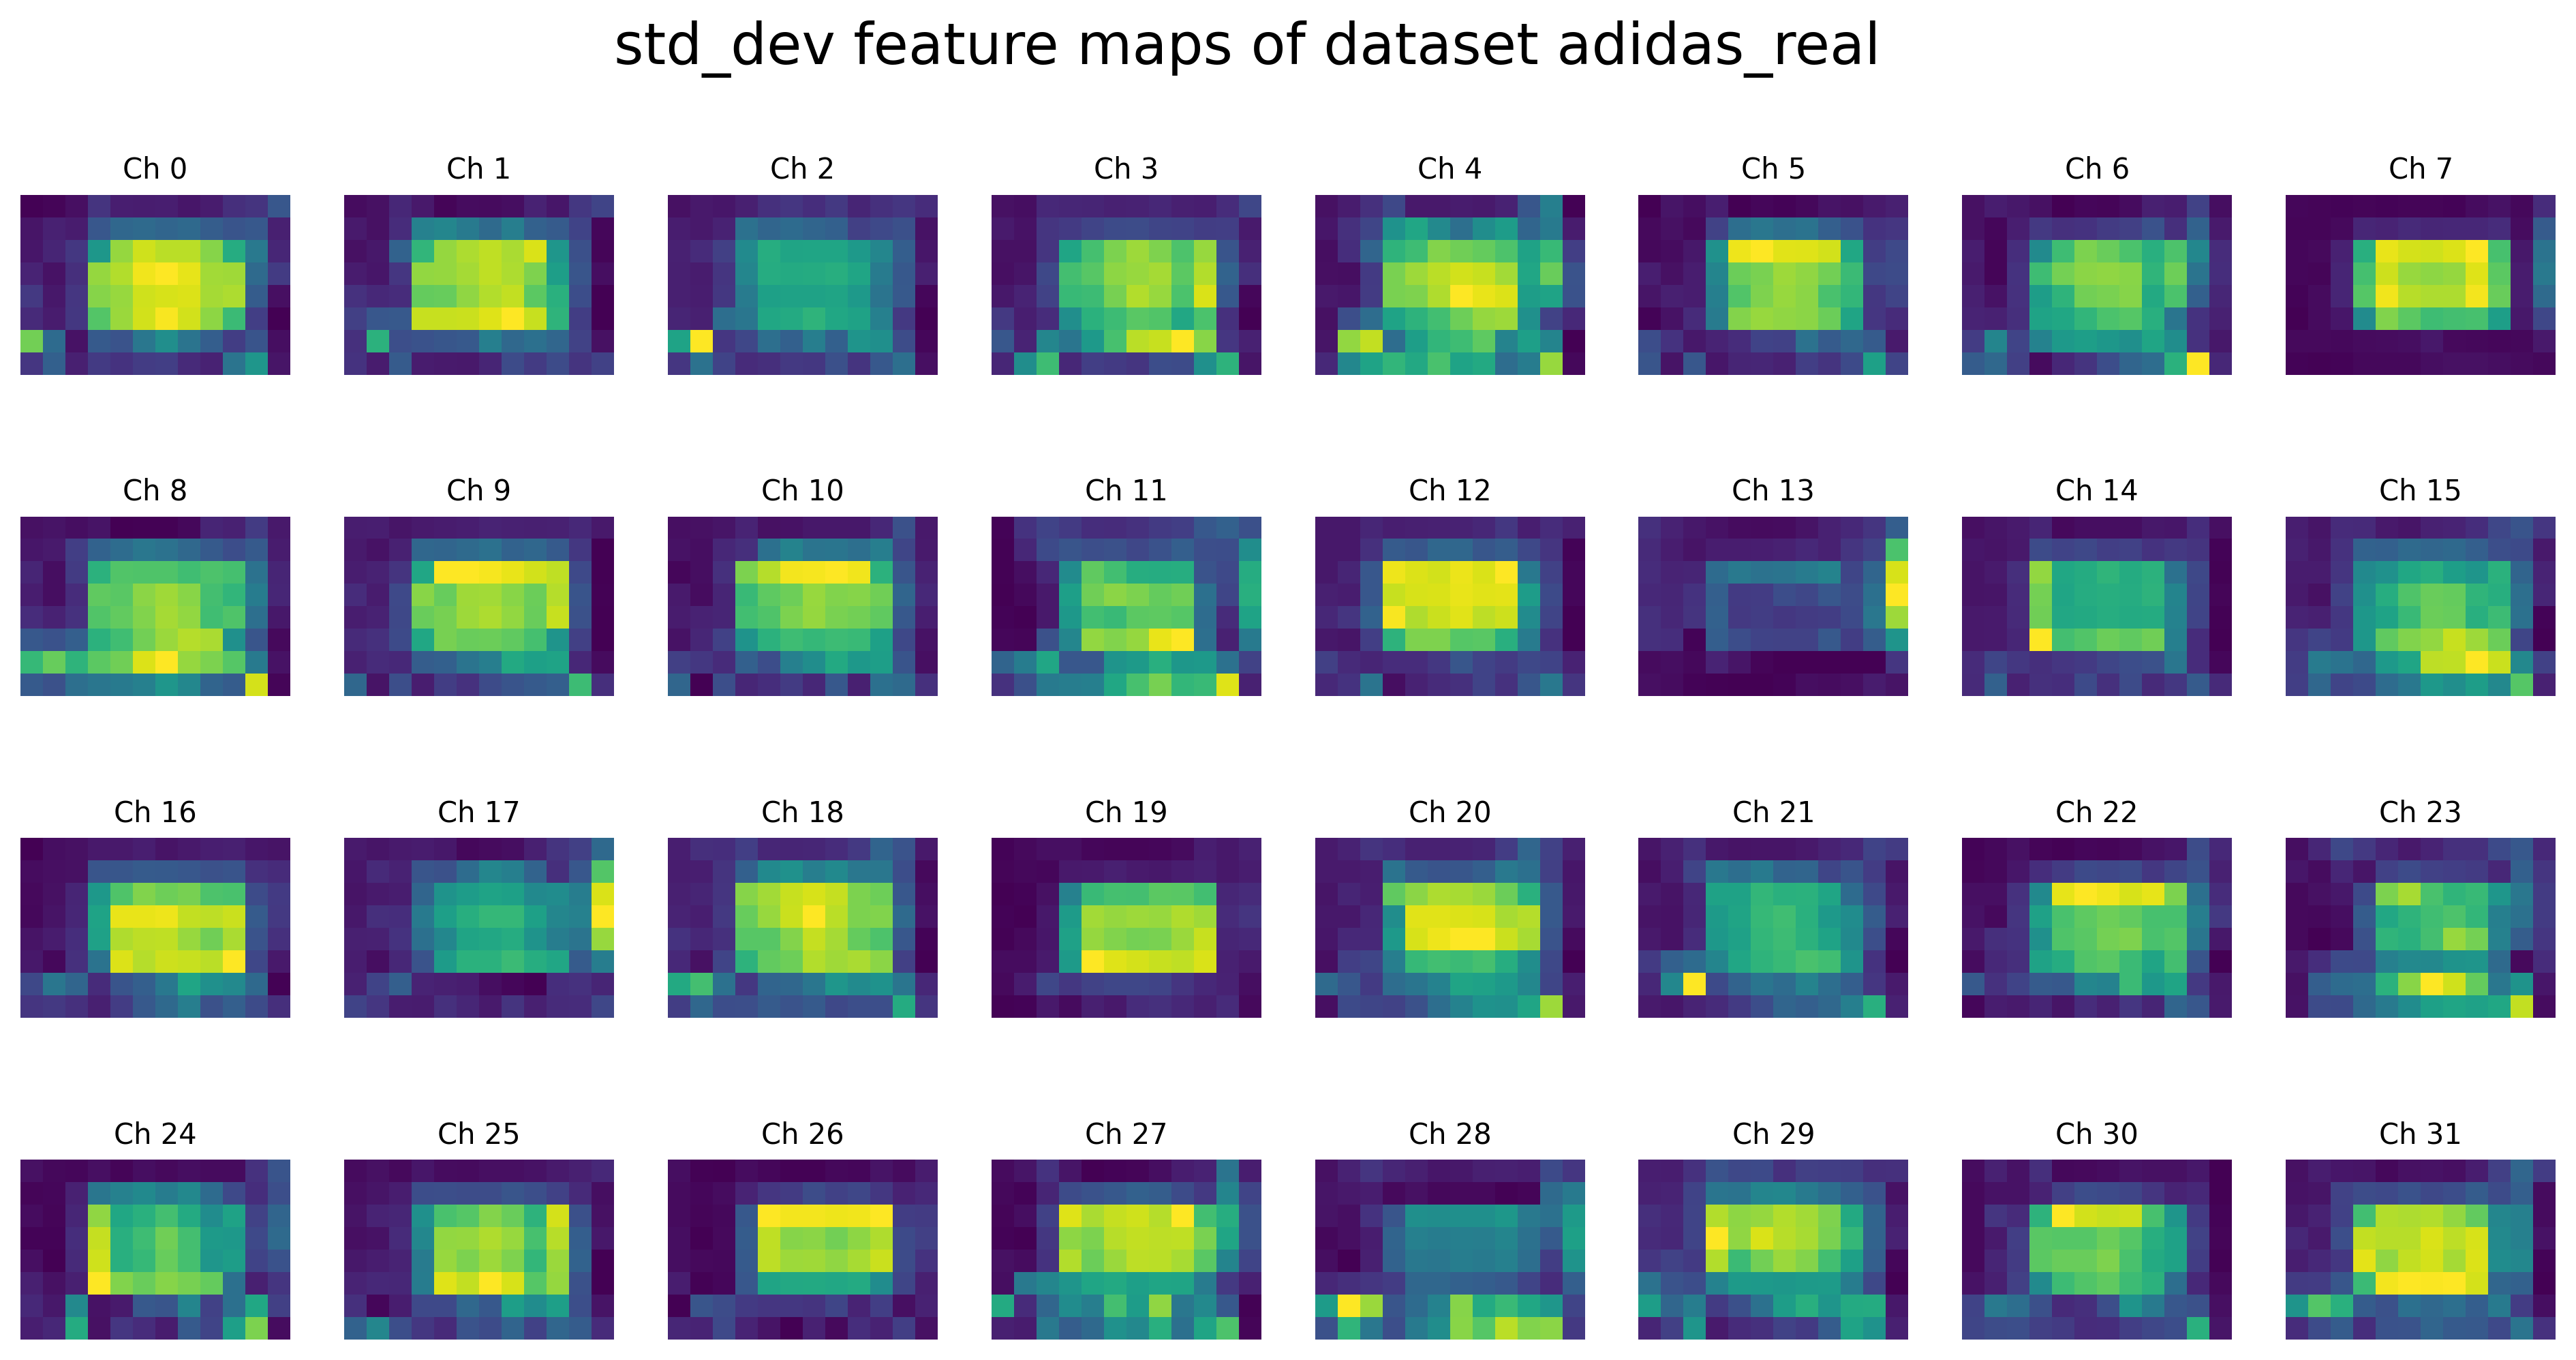 std_dev feature maps of dataset adidas_real
Ch 0 Ch 1 Ch 2 Ch 3 Ch 4 Ch 5 Ch 6 Ch 7
Ch 8 Ch 9 Ch 10 Ch 11 Ch 12 Ch 13 Ch 14 Ch 15
Ch 16 Ch 17 Ch 18 Ch 19 Ch 20 Ch 21 Ch 22 Ch 23
Ch 24 Ch 25 Ch 26 Ch 27 Ch 28 Ch 29 Ch 30 Ch 31